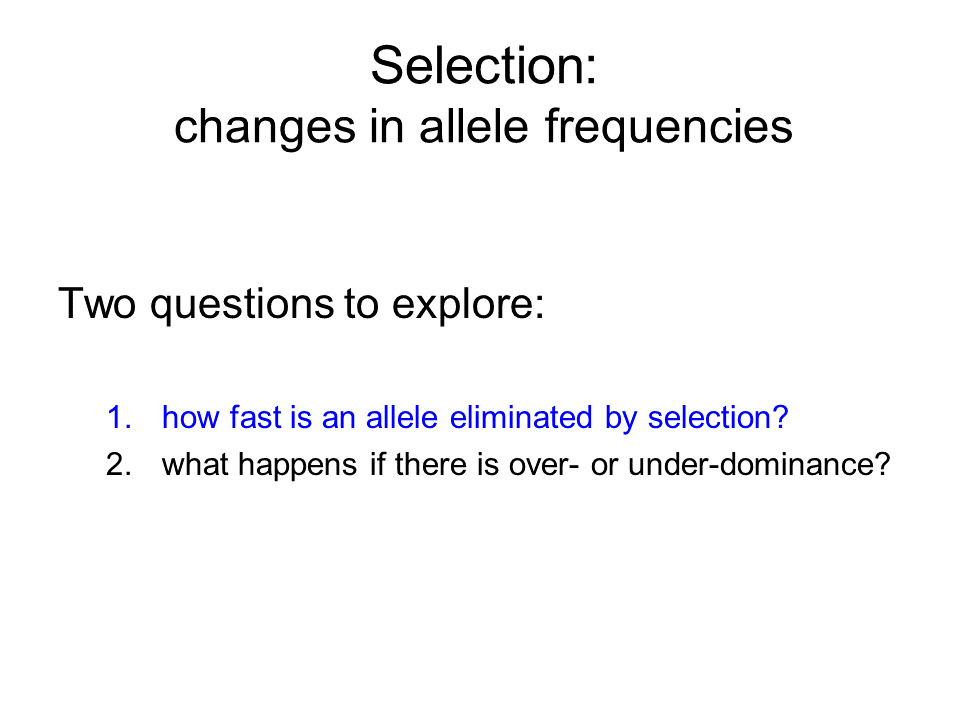 Selection:
changes in allele frequencies
Two questions to explore:
1. how fast is an allele eliminated by selection?
2. what happens if there is over- or under-dominance?